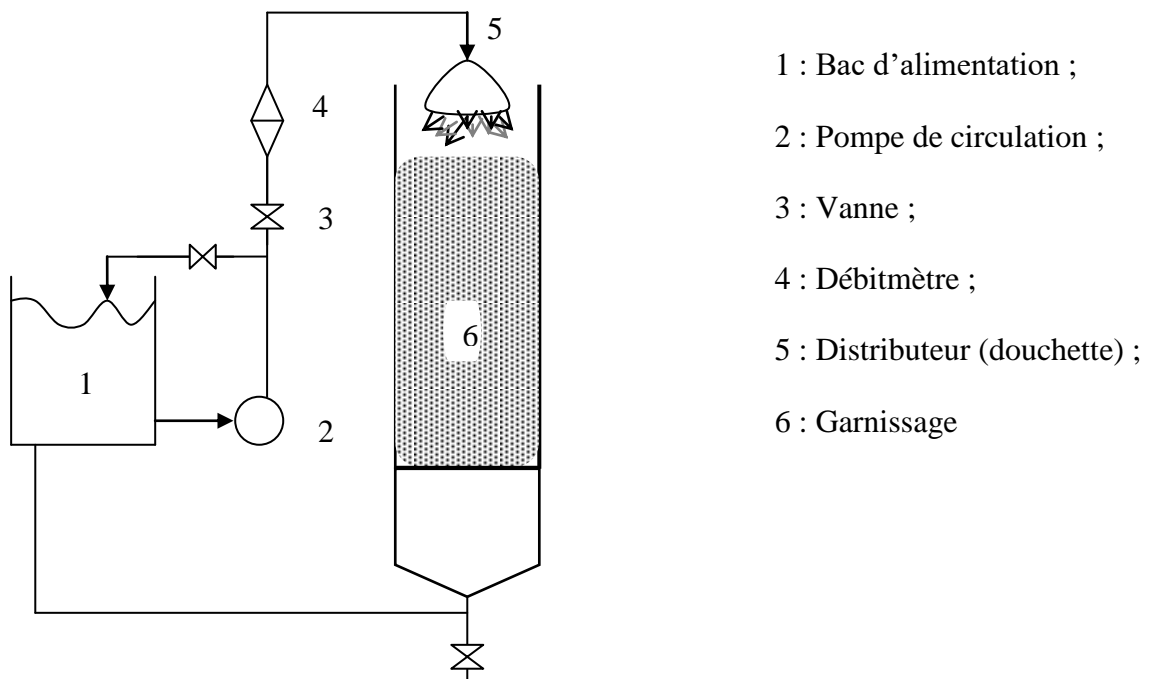 5
4
3
6
1
2
1 : Bac d’alimentation ;
2 : Pompe de circulation ;
3 : Vanne ;
4 : Débitmètre ;
5 : Distributeur (douchette) ;
6 : Garnissage